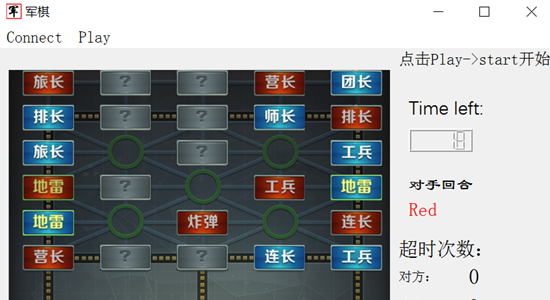 军棋
Connect Play
点击Play->start开始
旅长 ? ? 营长 团长
Time left:
排长 ? ? 师长 排长
18
旅长 ? 工兵
对手回合
地雷 ? 工兵 地雷
Red
地雷 炸弹 连长
超时次数:
营长 ? ? 连长 工兵
对方: 0